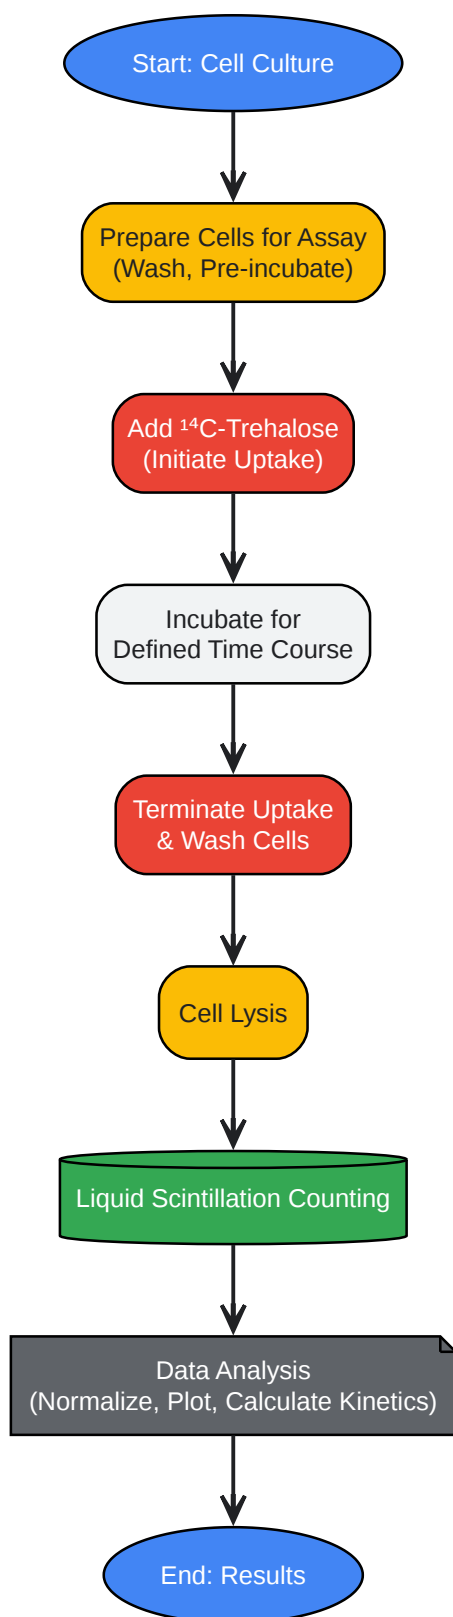 Start: Cell Culture
Prepare Cells for Assay
(Wash, Pre-incubate)
Add ¹⁴C-Trehalose
(Initiate Uptake)
Incubate for
Defined Time Course
Terminate Uptake
& Wash Cells
Cell Lysis
Liquid Scintillation Counting
Data Analysis
(Normalize, Plot, Calculate Kinetics)
End: Results